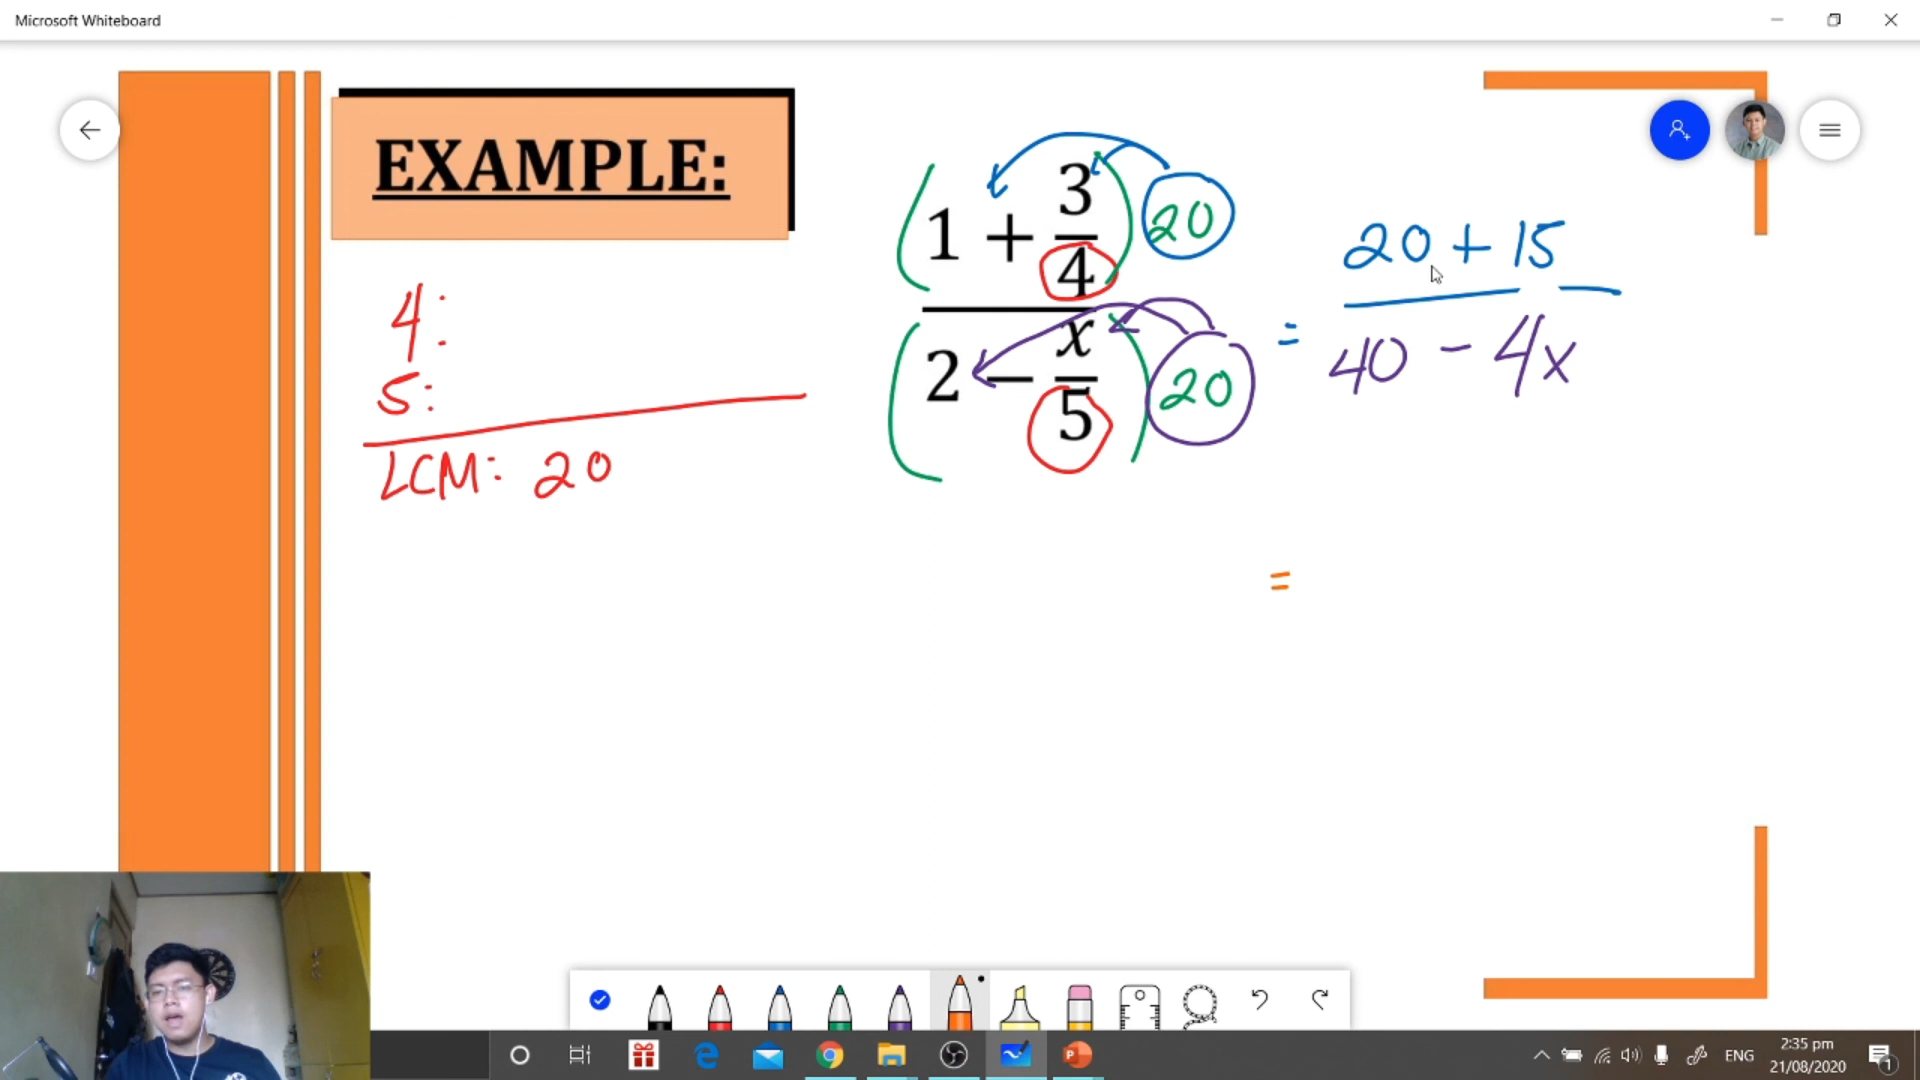 Microsoft Whiteboard
EXAMPLE:
4:
5:
LCM: 20
(1 + 3/4) 20
(2 − x/5) 20
= 20 + 15
40 - 4x
=
ENG
2:35 pm
21/08/2020
1